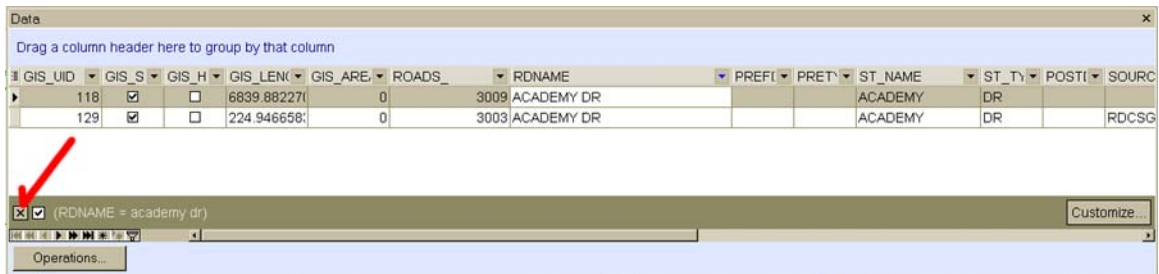 Data
Drag a column header here to group by that column
GIS_UID GIS_S GIS_H GIS_LEN( GIS_ARE, ROADS_ RDNAME PREFI PRETY ST_NAME ST_TY POSTI SOURC
118 6839.88227( 0 3009 ACADEMY DR ACADEMY DR
129 224.946658: 0 3003 ACADEMY DR ACADEMY DR RDCSG
(RDNAME = academy dr) Customize...
Operations...